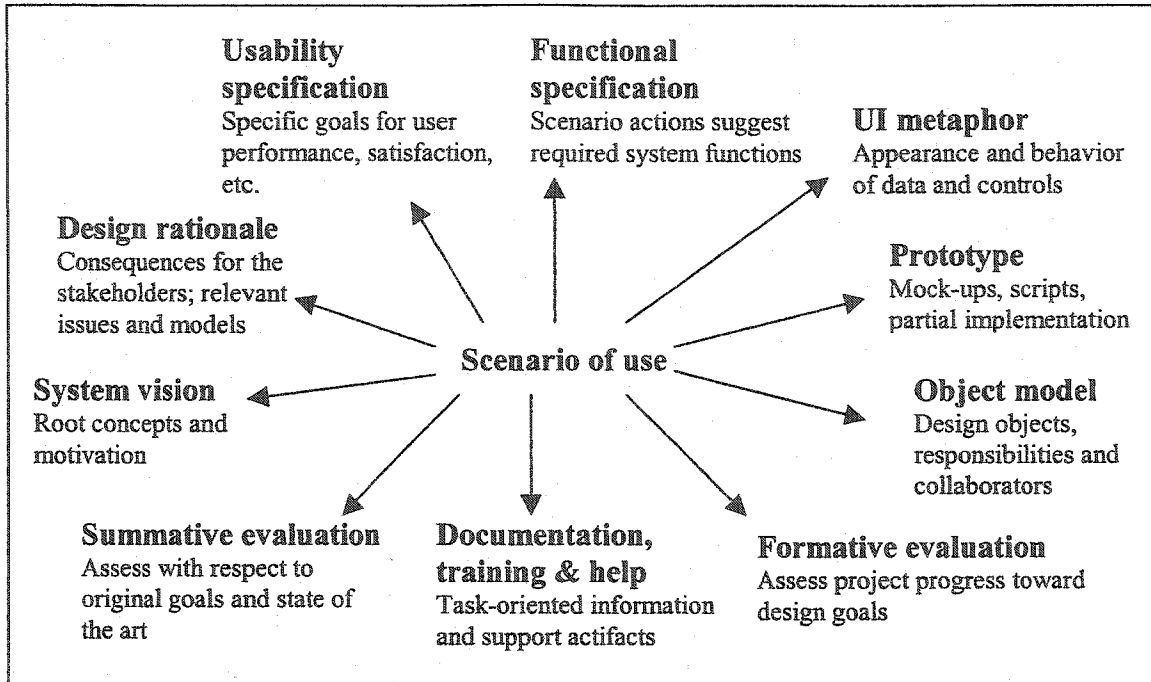 Usability
specification
Specific goals for user
performance, satisfaction,
etc.
Functional
specification
Scenario actions suggest
required system functions
UI metaphor
Appearance and behavior
of data and controls
Design rationale
Consequences for the
stakeholders; relevant
issues and models
Prototype
Mock-ups, scripts,
partial implementation
Scenario of use
System vision
Root concepts and
motivation
Object model
Design objects,
responsibilities and
collaborators
Summative evaluation
Assess with respect to
original goals and state of
the art
Documentation,
training & help
Task-oriented information
and support actifacts
Formative evaluation
Assess project progress toward
design goals